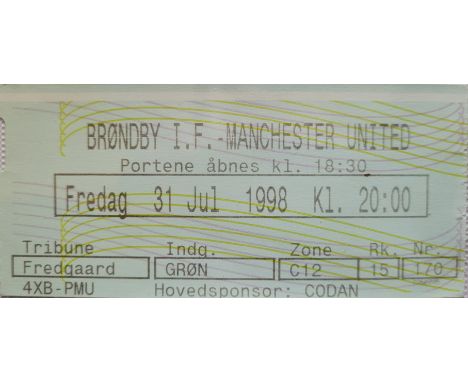 BRØNDBY I.F.-MANCHESTER UNITED
Portene åbnes kl. 18:30
Fredag 31 Jul 1998 Kl. 20:00
Tribune Indg. Zone Rk. Nr.
Fredgaard GRØN C12 15 170
4XB-PMU Hovedsponsor: CODAN